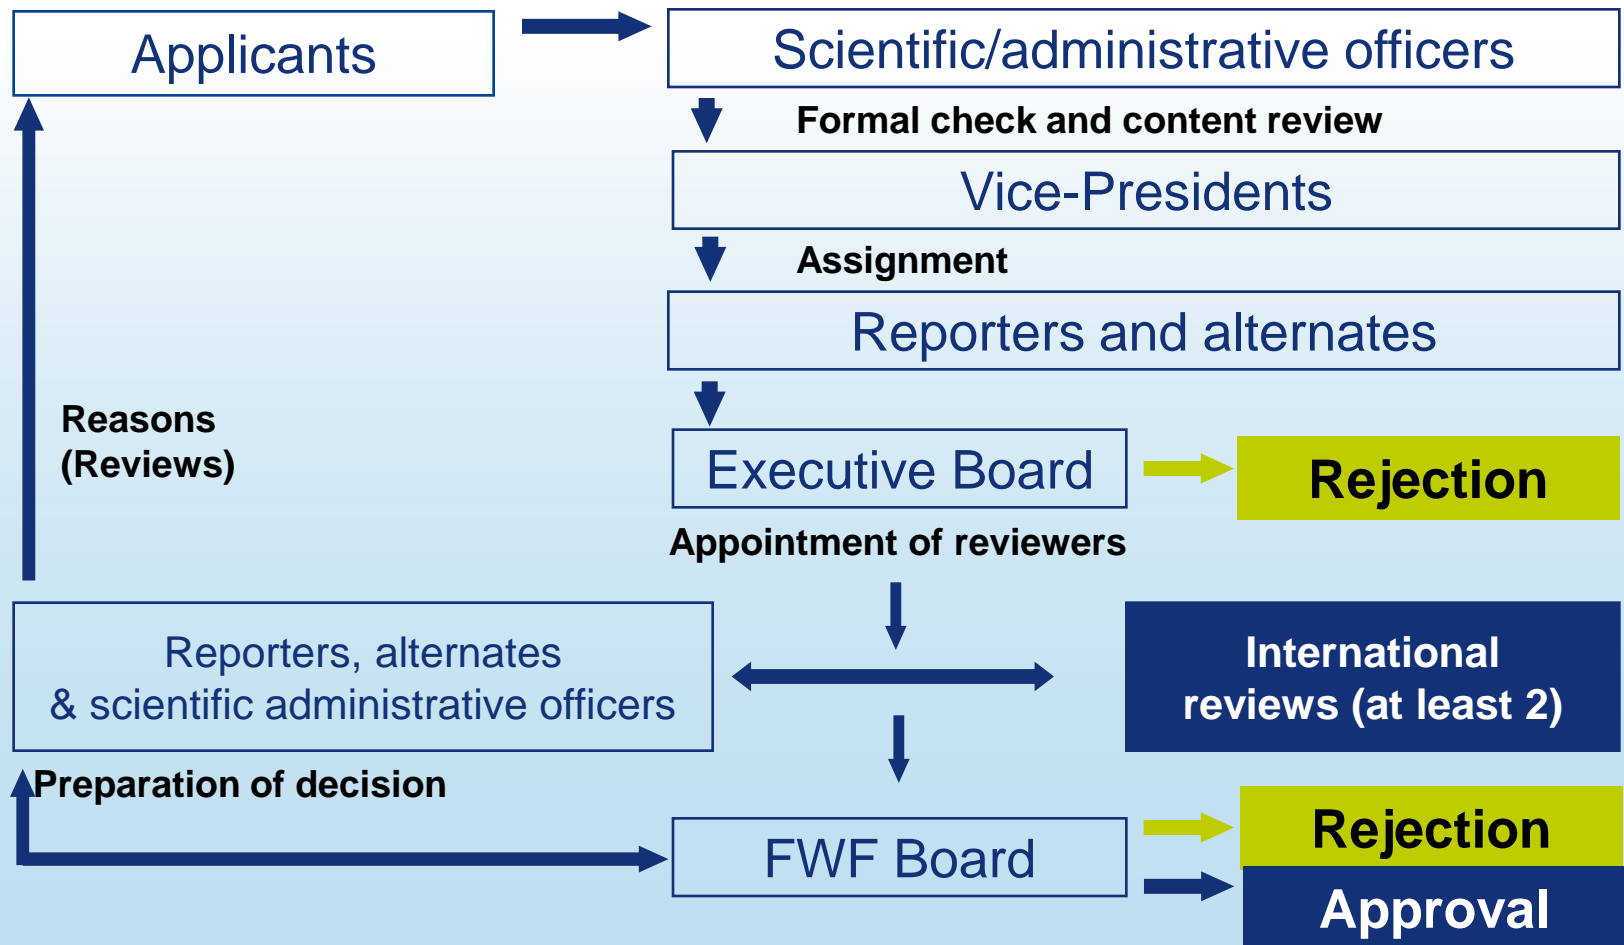 Applicants
Scientific/administrative officers
Formal check and content review
Vice-Presidents
Assignment
Reporters and alternates
Reasons
(Reviews)
Executive Board
Rejection
Appointment of reviewers
Reporters, alternates
& scientific administrative officers
International
reviews (at least 2)
Preparation of decision
FWF Board
Rejection
Approval